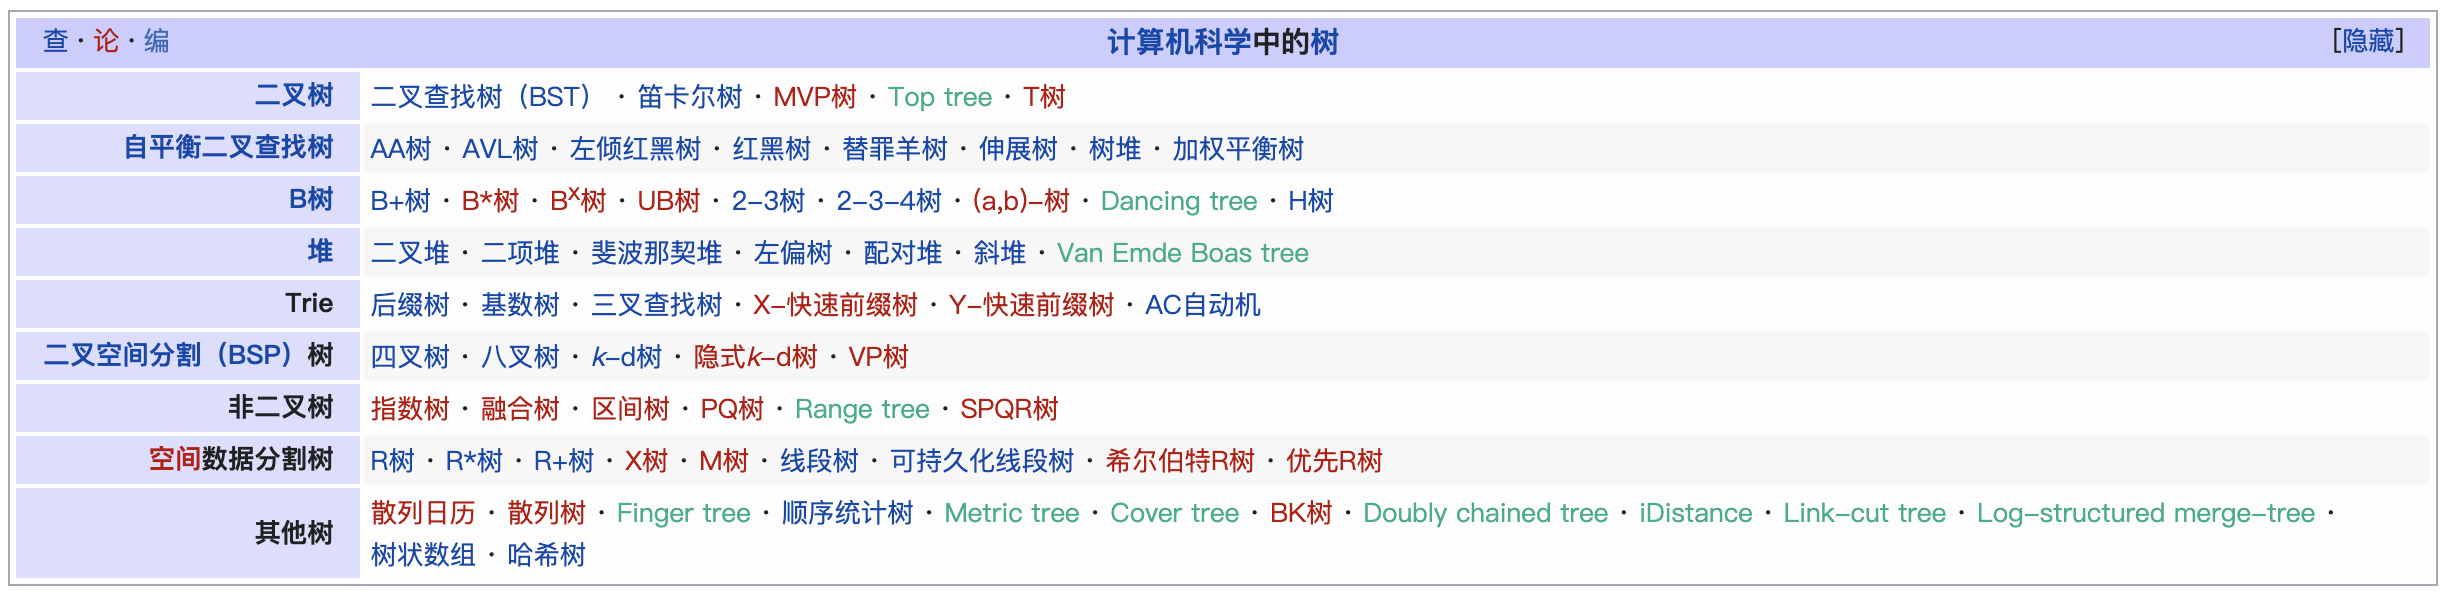 查 · 论 · 编 计算机科学中的树 [隐藏]
二叉树 二叉查找树（BST） · 笛卡尔树 · MVP树 · Top tree · T树
自平衡二叉查找树 AA树 · AVL树 · 左倾红黑树 · 红黑树 · 替罪羊树 · 伸展树 · 树堆 · 加权平衡树
B树 B+树 · B*树 · Bˣ树 · UB树 · 2-3树 · 2-3-4树 · (a,b)-树 · Dancing tree · H树
堆 二叉堆 · 二项堆 · 斐波那契堆 · 左偏树 · 配对堆 · 斜堆 · Van Emde Boas tree
Trie 后缀树 · 基数树 · 三叉查找树 · X-快速前缀树 · Y-快速前缀树 · AC自动机
二叉空间分割（BSP）树 四叉树 · 八叉树 · k-d树 · 隐式k-d树 · VP树
非二叉树 指数树 · 融合树 · 区间树 · PQ树 · Range tree · SPQR树
空间数据分割树 R树 · R*树 · R+树 · X树 · M树 · 线段树 · 可持久化线段树 · 希尔伯特R树 · 优先R树
其他树 散列日历 · 散列树 · Finger tree · 顺序统计树 · Metric tree · Cover tree · BK树 · Doubly chained tree · iDistance · Link-cut tree · Log-structured merge-tree ·
树状数组 · 哈希树